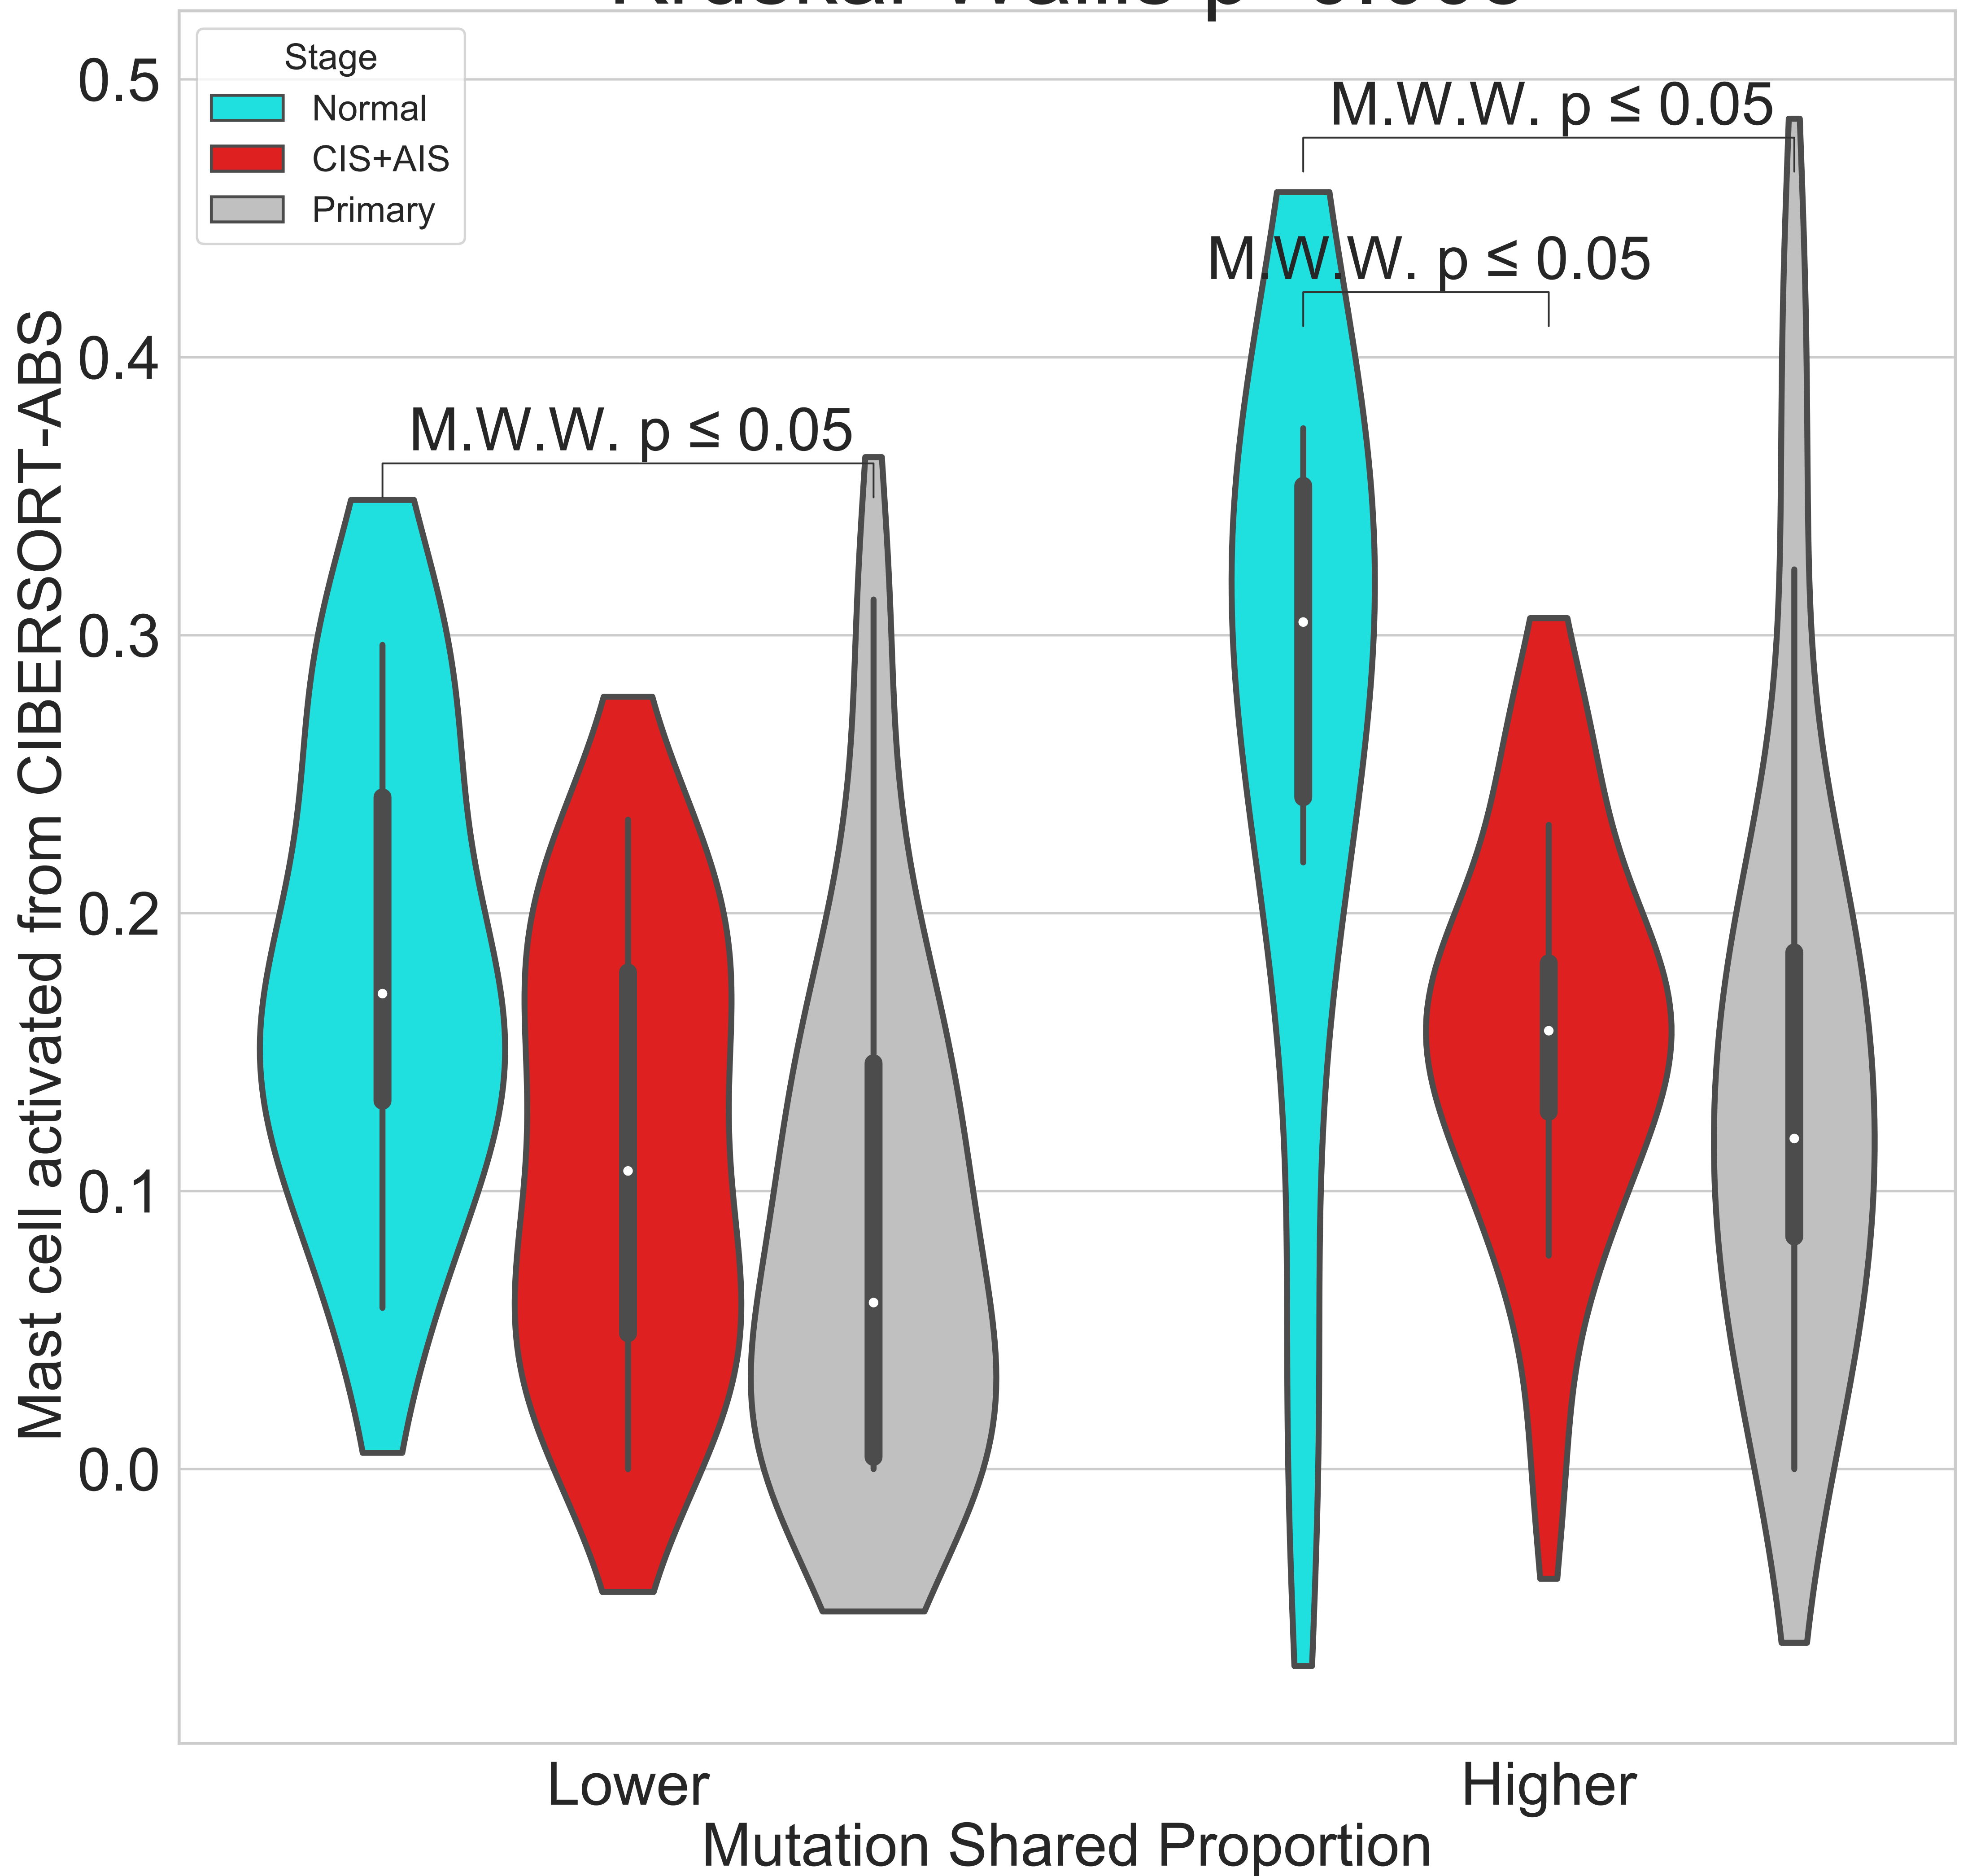 Stage
Normal
CIS+AIS
Primary
M.W.W. p ≤ 0.05
M.W.W. p ≤ 0.05
M.W.W. p ≤ 0.05
Mast cell activated from CIBERSORT-ABS
0.5
0.4
0.3
0.2
0.1
0.0
Lower
Higher
Mutation Shared Proportion